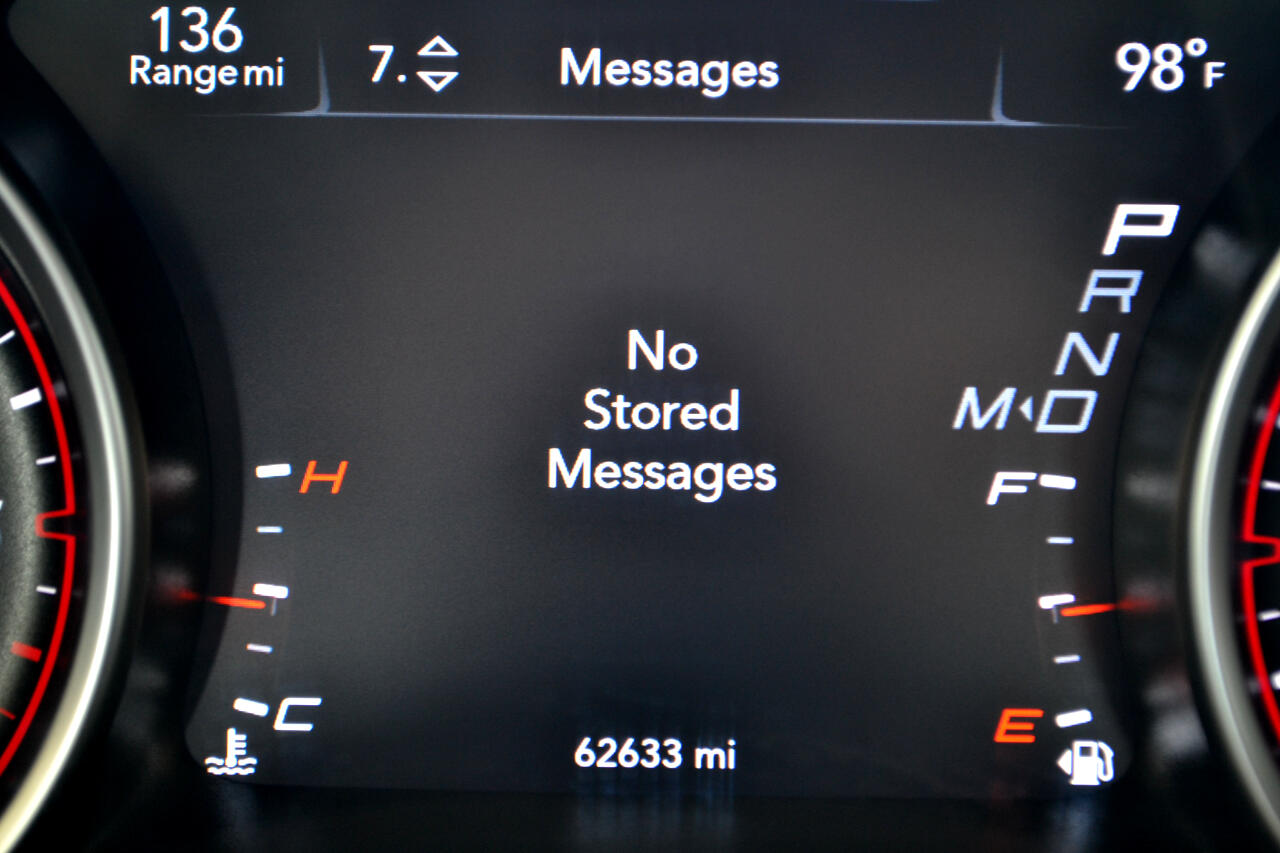 136
Range mi
7.
Messages
98°F
P
R
N
M D
No
Stored
Messages
H
F
C
E
62633 mi